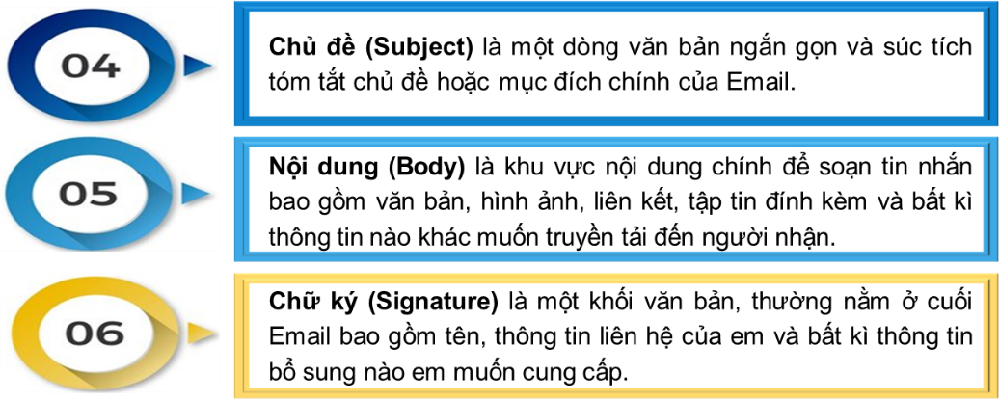 04
Chủ đề (Subject) là một dòng văn bản ngắn gọn và súc tích
tóm tắt chủ đề hoặc mục đích chính của Email.
05
Nội dung (Body) là khu vực nội dung chính để soạn tin nhắn
bao gồm văn bản, hình ảnh, liên kết, tập tin đính kèm và bất kì
thông tin nào khác muốn truyền tải đến người nhận.
06
Chữ ký (Signature) là một khối văn bản, thường nằm ở cuối
Email bao gồm tên, thông tin liên hệ của em và bất kì thông tin
bổ sung nào em muốn cung cấp.